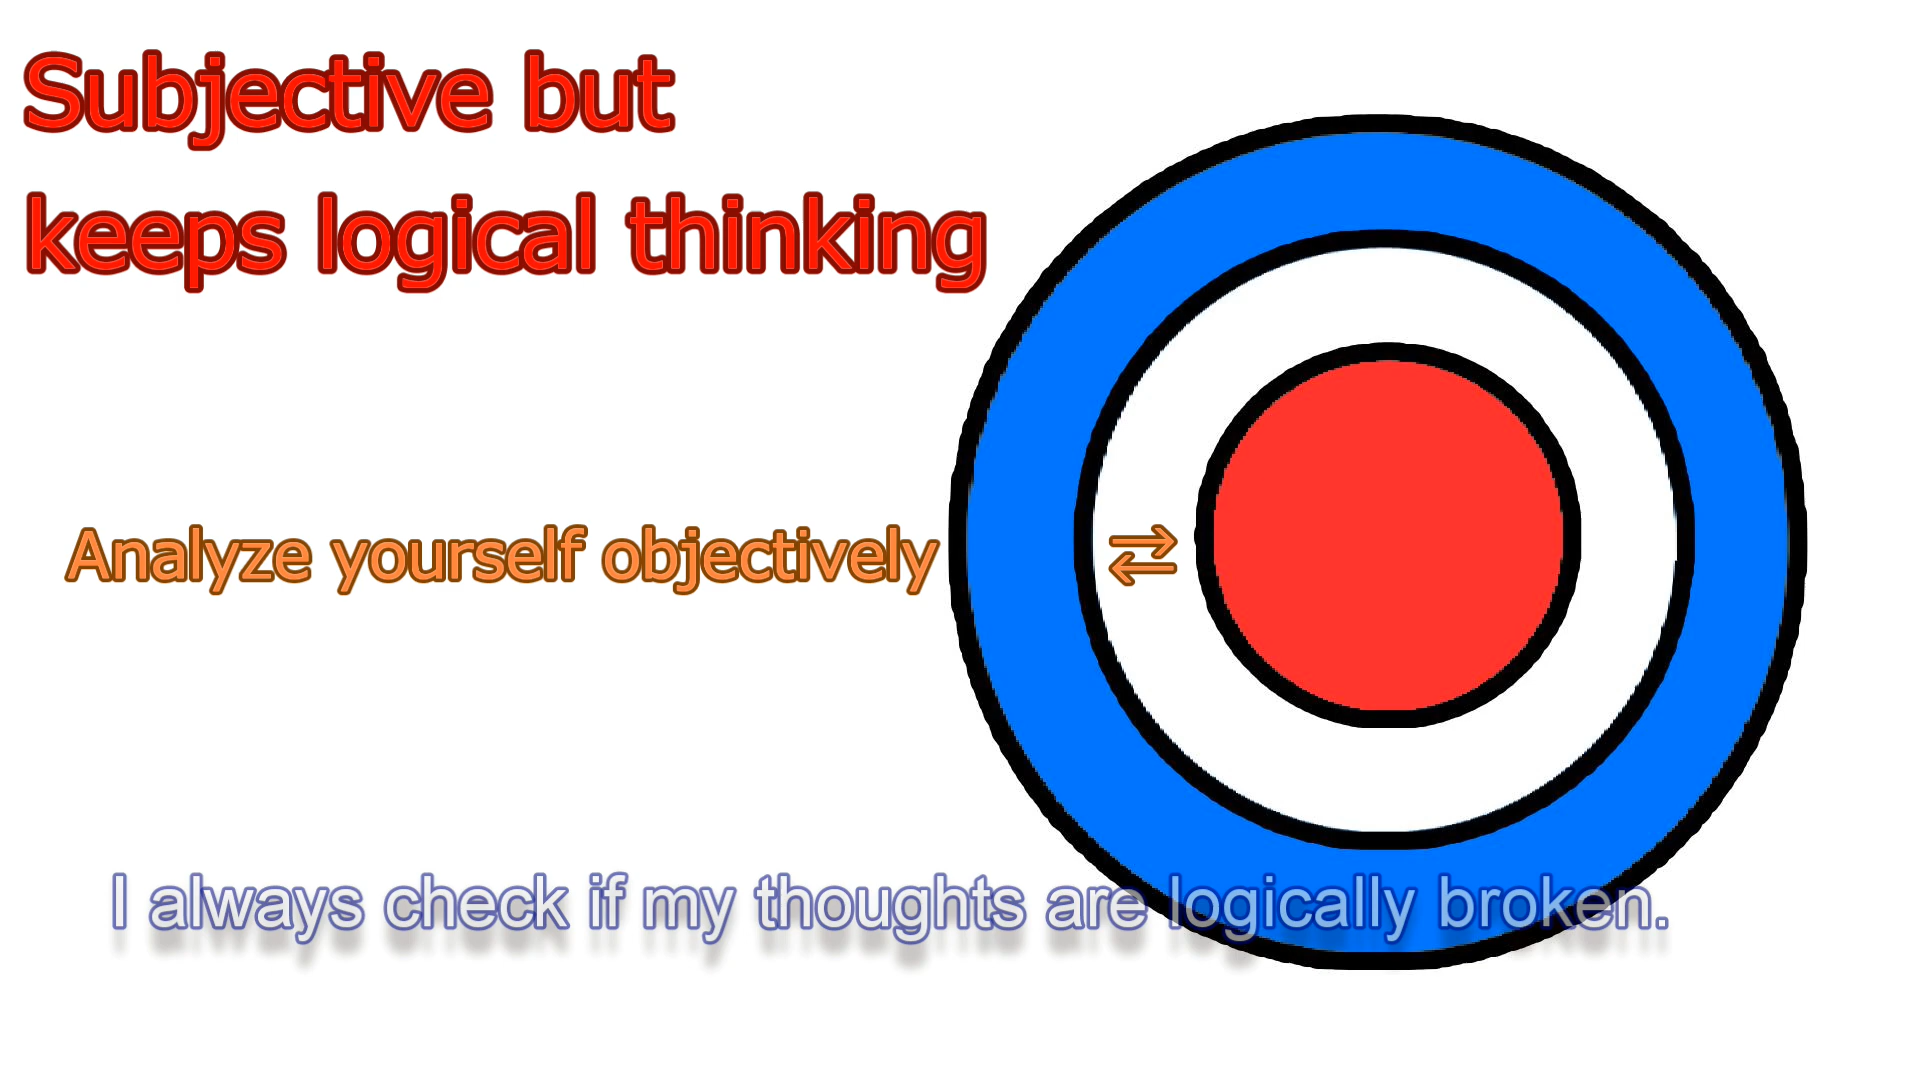 Subjective but
keeps logical thinking
Analyze yourself objectively ⇄
I always check if my thoughts are logically broken.